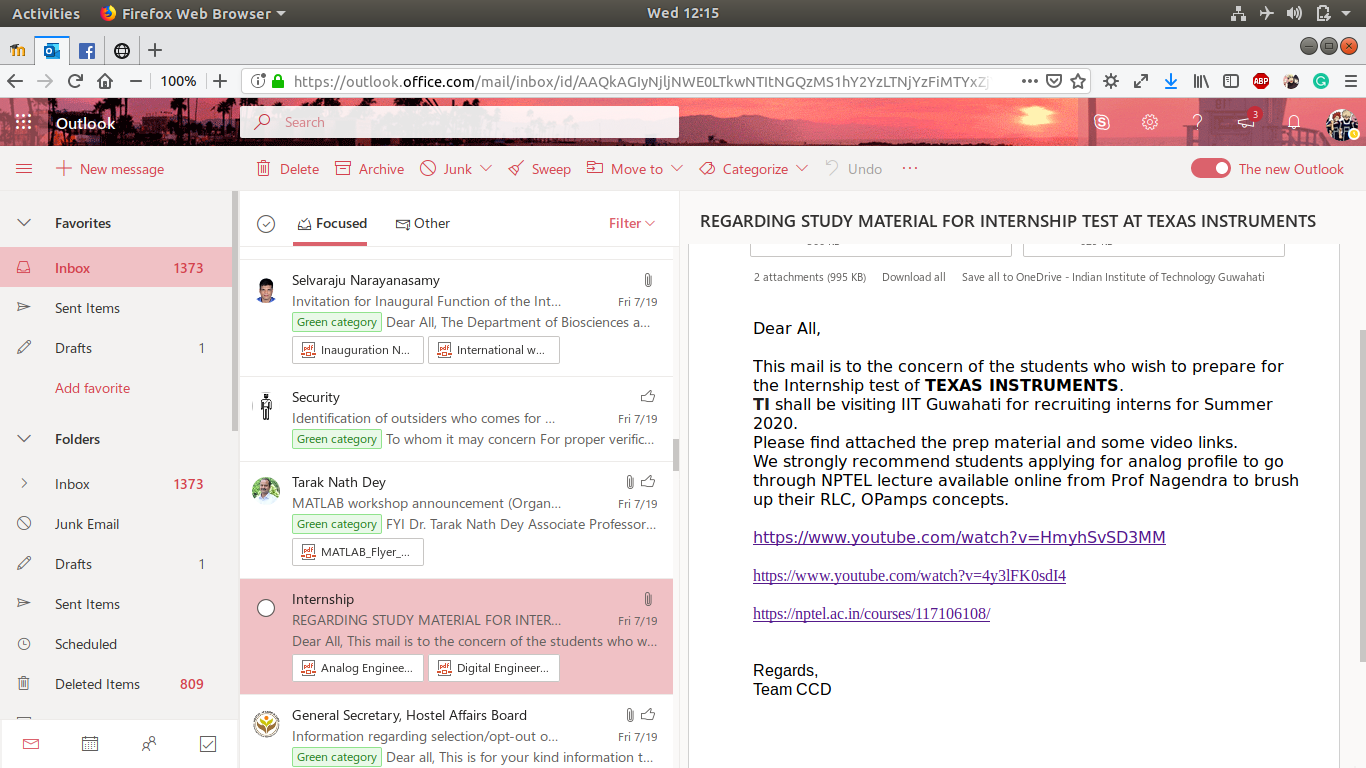 Activities Firefox Web Browser Wed 12:15
100% https://outlook.office.com/mail/inbox/id/
Outlook Search 3
New message Delete Archive Junk Sweep Move to Categorize Undo ... The new Outlook
Favorites
Inbox 1373
Sent Items
Drafts 1
Add favorite
Folders
Inbox 1373
Junk Email
Drafts 1
Sent Items
Scheduled
Deleted Items 809
Focused Other Filter
Selvaraju Narayanasamy
Invitation for Inaugural Function of the Int... Fri 7/19
Green category Dear All, The Department of Biosciences a...
Inauguration N... International w...
Security
Identification of outsiders who comes for ... Fri 7/19
Green category To whom it may concern For proper verific...
Tarak Nath Dey
MATLAB workshop announcement (Organ... Fri 7/19
Green category FYI Dr. Tarak Nath Dey Associate Professor...
MATLAB_Flyer_...
Internship
REGARDING STUDY MATERIAL FOR INTER... Fri 7/19
Dear All, This mail is to the concern of the students who w...
Analog Enginee... Digital Engineer...
General Secretary, Hostel Affairs Board
Information regarding selection/opt-out o... Fri 7/19
Green category Dear all, This is for your kind information t...
REGARDING STUDY MATERIAL FOR INTERNSHIP TEST AT TEXAS INSTRUMENTS
2 attachments (995 KB) Download all Save all to OneDrive - Indian Institute of Technology Guwahati
Dear All,
This mail is to the concern of the students who wish to prepare for
the Internship test of TEXAS INSTRUMENTS.
TI shall be visiting IIT Guwahati for recruiting interns for Summer
2020.
Please find attached the prep material and some video links.
We strongly recommend students applying for analog profile to go
through NPTEL lecture available online from Prof Nagendra to brush
up their RLC, OPamps concepts.
https://www.youtube.com/watch?v=HmyhSvSD3MM
https://www.youtube.com/watch?v=4y3lFK0sdI4
https://nptel.ac.in/courses/117106108/
Regards,
Team CCD